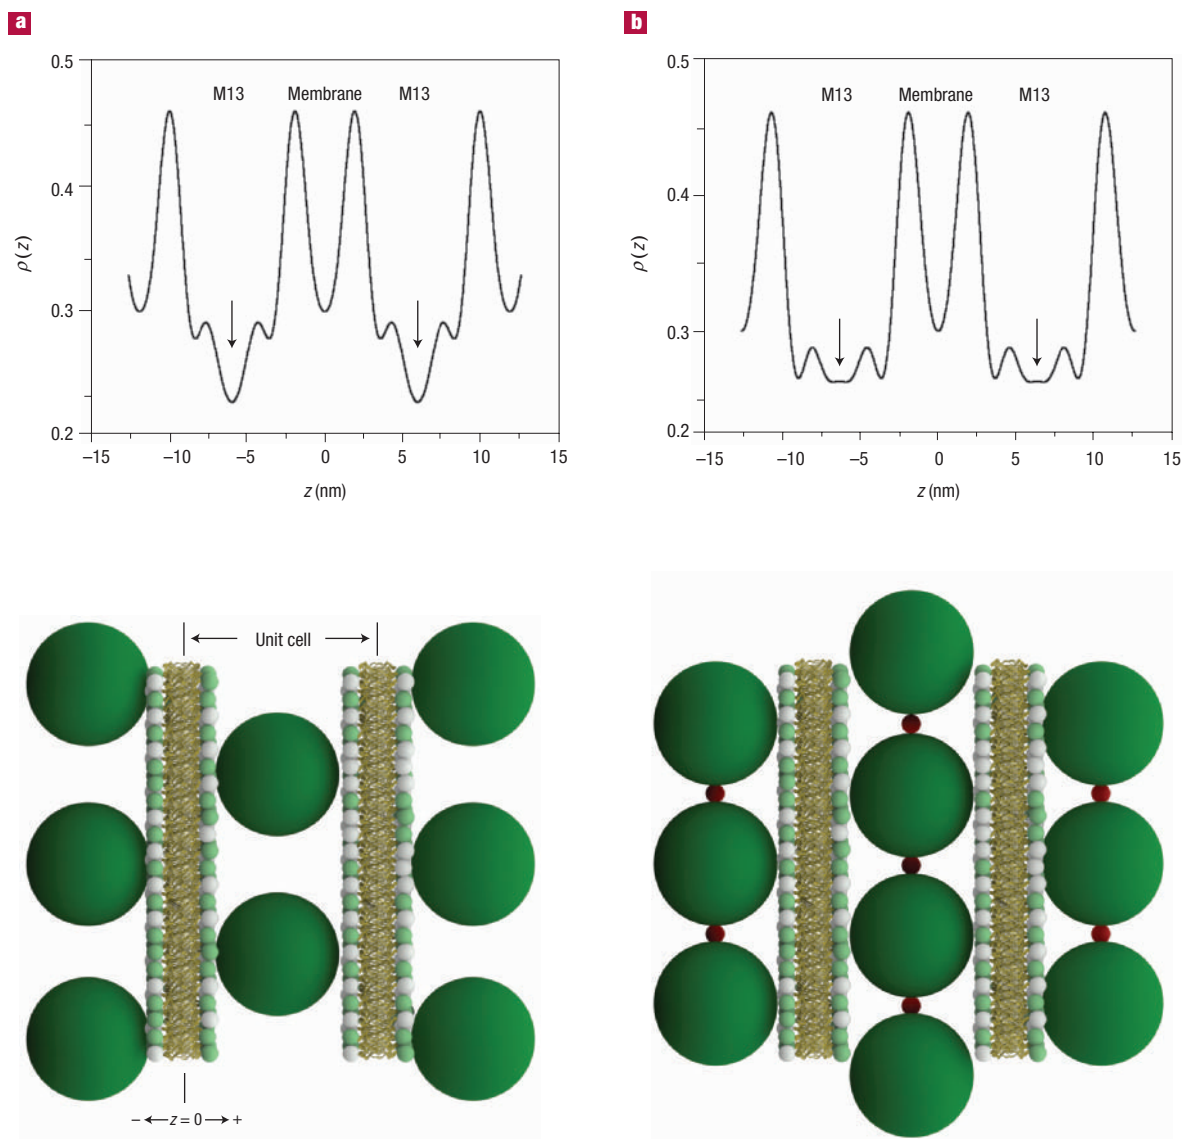 a
b
0.5
0.4
0.3
0.2
ρ (z)
M13 Membrane M13
–15 –10 –5 0 5 10 15
z (nm)
0.5
0.4
0.3
0.2
ρ (z)
M13 Membrane M13
–15 –10 –5 0 5 10 15
z (nm)
Unit cell
– z = 0 +